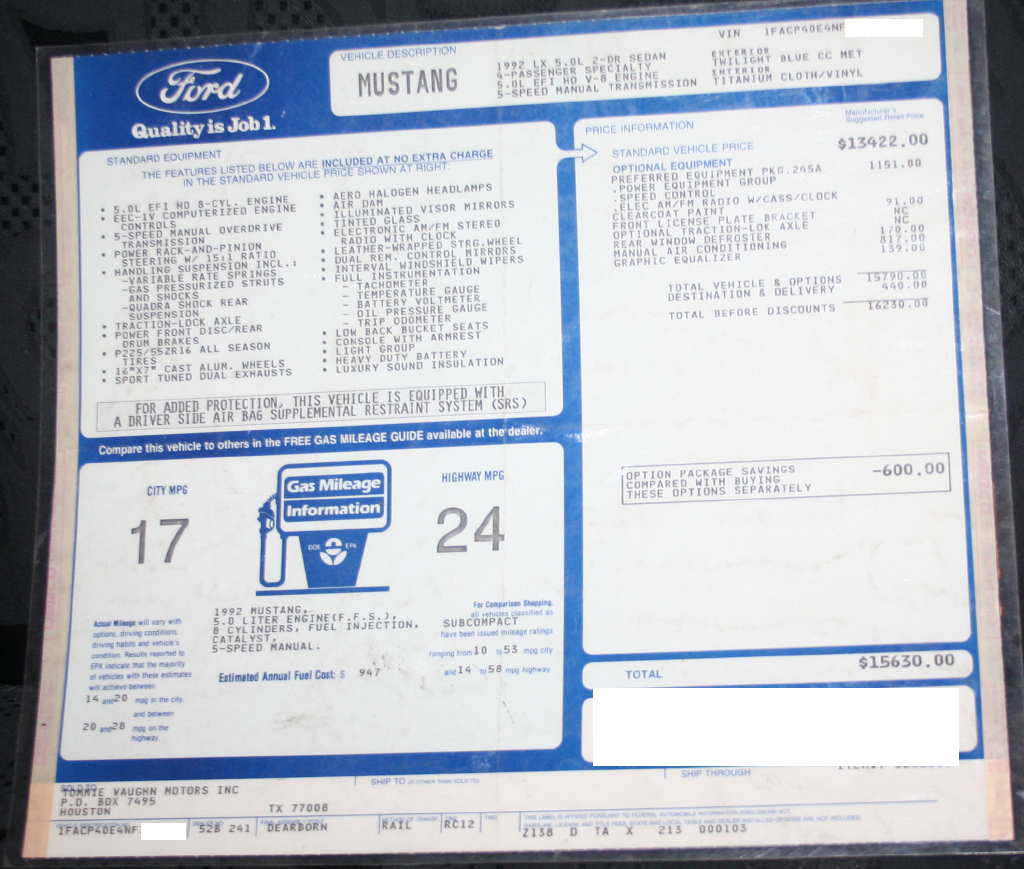 Ford
Quality is Job 1.
VEHICLE DESCRIPTION
MUSTANG
1992 LX 5.0L 2-DR SEDAN
4-PASSENGER SPECIALTY
5.0L EFI HO V-8 ENGINE
5-SPEED MANUAL TRANSMISSION
VIN 1FACP40E4NF
EXTERIOR
TWILIGHT BLUE CC MET
INTERIOR
TITANIUM CLOTH/VINYL
STANDARD EQUIPMENT
THE FEATURES LISTED BELOW ARE INCLUDED AT NO EXTRA CHARGE
IN THE STANDARD VEHICLE PRICE SHOWN AT RIGHT.
• 5.0L EFI HO 8-CYL. ENGINE
• EEC-IV COMPUTERIZED ENGINE
CONTROLS
• 5-SPEED MANUAL OVERDRIVE
TRANSMISSION
• POWER RACK-AND-PINION
STEERING W/ 15:1 RATIO
• HANDLING SUSPENSION INCL.:
-VARIABLE RATE SPRINGS
-GAS PRESSURIZED STRUTS
AND SHOCKS
-QUADRA SHOCK REAR
SUSPENSION
• TRACTION-LOCK AXLE
• POWER FRONT DISC/REAR
DRUM BRAKES
• P225/55ZR16 ALL SEASON
TIRES
• 16"X7" CAST ALUM. WHEELS
• SPORT TUNED DUAL EXHAUSTS
• AERO HALOGEN HEADLAMPS
• AIR DAM
• ILLUMINATED VISOR MIRRORS
• TINTED GLASS
• ELECTRONIC AM/FM STEREO
RADIO WITH CLOCK
• LEATHER-WRAPPED STRG.WHEEL
• DUAL REM. CONTROL MIRRORS
• INTERVAL WINDSHIELD WIPERS
• FULL INSTRUMENTATION
- TACHOMETER
- TEMPERATURE GAUGE
- BATTERY VOLTMETER
- OIL PRESSURE GAUGE
- TRIP ODOMETER
• LOW BACK BUCKET SEATS
• CONSOLE WITH ARMREST
• LIGHT GROUP
• HEAVY DUTY BATTERY
• LUXURY SOUND INSULATION
FOR ADDED PROTECTION, THIS VEHICLE IS EQUIPPED WITH
A DRIVER SIDE AIR BAG SUPPLEMENTAL RESTRAINT SYSTEM (SRS)
PRICE INFORMATION
Manufacturer's
Suggested Retail Price
STANDARD VEHICLE PRICE $13422.00
OPTIONAL EQUIPMENT
PREFERRED EQUIPMENT PKG.245A 1151.00
.POWER EQUIPMENT GROUP
.SPEED CONTROL
.ELEC AM/FM RADIO W/CASS/CLOCK
CLEARCOAT PAINT 91.00
FRONT LICENSE PLATE BRACKET NC
OPTIONAL TRACTION-LOK AXLE NC
REAR WINDOW DEFROSTER 170.00
MANUAL AIR CONDITIONING 817.00
GRAPHIC EQUALIZER 139.00
TOTAL VEHICLE & OPTIONS 15790.00
DESTINATION & DELIVERY 440.00
TOTAL BEFORE DISCOUNTS 16230.00
OPTION PACKAGE SAVINGS -600.00
COMPARED WITH BUYING
THESE OPTIONS SEPARATELY
TOTAL $15630.00
Compare this vehicle to others in the FREE GAS MILEAGE GUIDE available at the dealer.
CITY MPG
17
Gas Mileage
Information
DOE EPA
HIGHWAY MPG
24
Actual Mileage will vary with
options, driving conditions,
driving habits and vehicle's
condition. Results reported to
EPA indicate that the majority
of vehicles with these estimates
will achieve between
14 and 20 mpg in the city.
and between
20 and 28 mpg on the
highway.
1992 MUSTANG,
5.0 LITER ENGINE(F.F.S.),
8 CYLINDERS, FUEL INJECTION,
CATALYST,
5-SPEED MANUAL.
Estimated Annual Fuel Cost: $ 947
For Comparison Shopping,
all vehicles classified as
SUBCOMPACT
have been issued mileage ratings
ranging from 10 to 53 mpg city
and 14 to 58 mpg highway.
SOLD TO
TOMMIE VAUGHN MOTORS INC
P.O. BOX 7495
HOUSTON TX 77008
SHIP TO (IF OTHER THAN SOLD TO)
SHIP THROUGH
1FACP40E4NF
52B 241
DEARBORN
RAIL
RC12
Z138 D TA X 213 000103